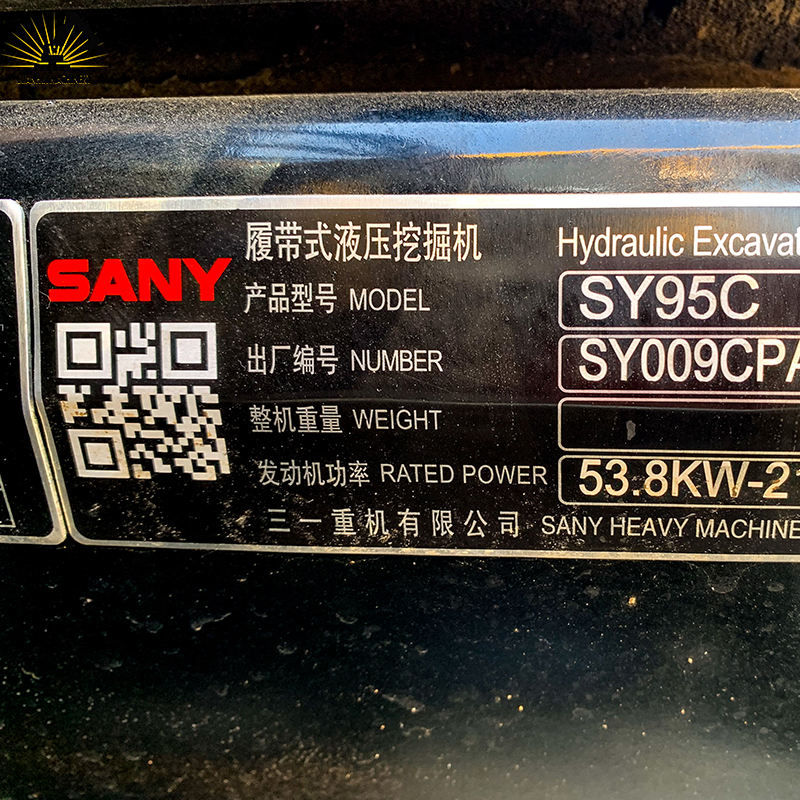 履带式液压挖掘机 Hydraulic Excavat
SANY
产品型号 MODEL SY95C
出厂编号 NUMBER SY009CPA
整机重量 WEIGHT
发动机功率 RATED POWER 53.8KW-21
三一重机有限公司 SANY HEAVY MACHINE